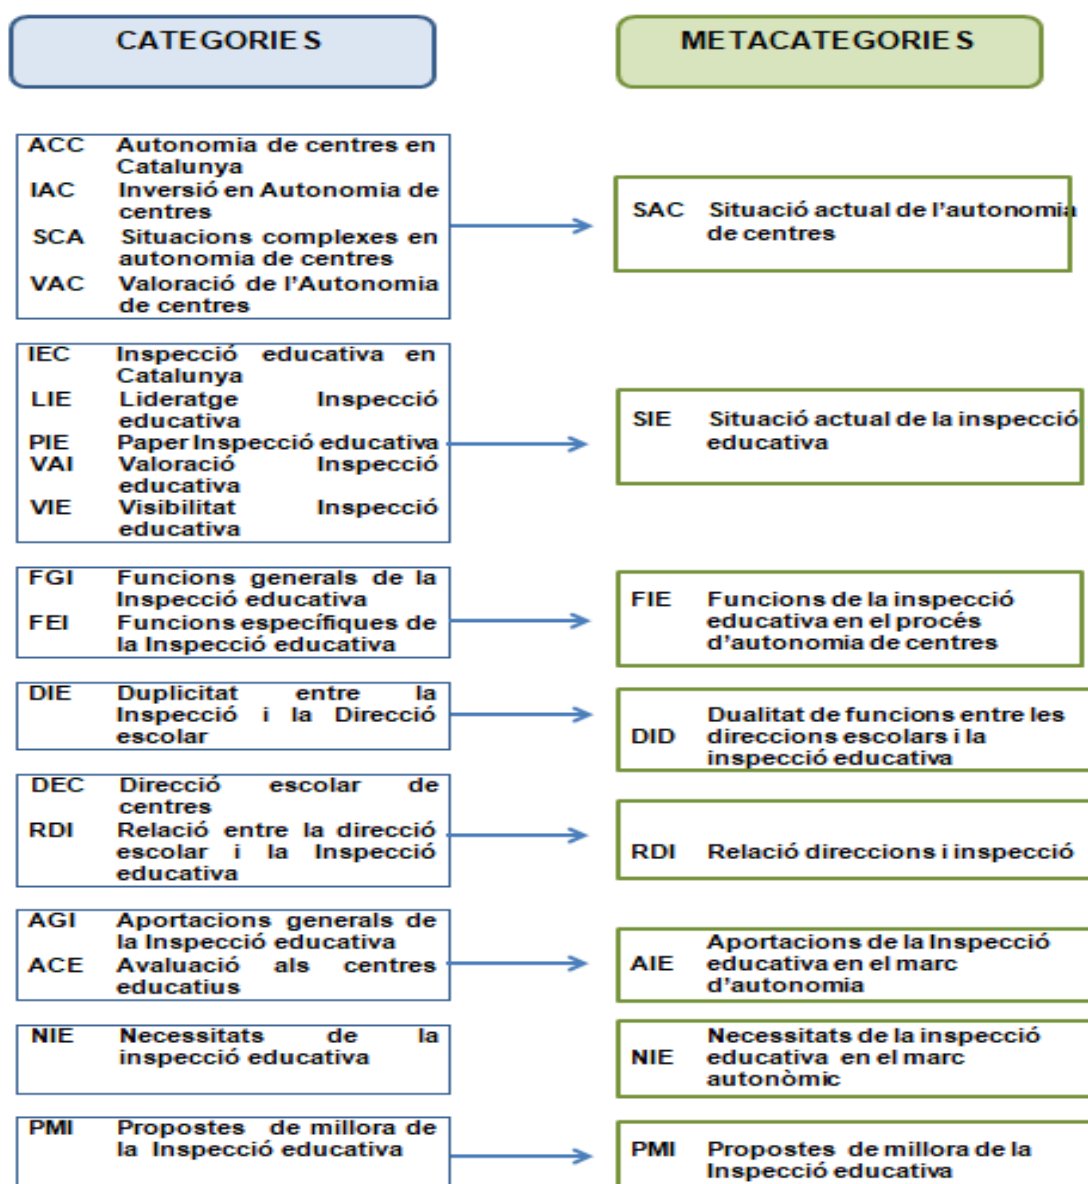 CATEGORIES
METACATEGORIES
ACC Autonomia de centres en
Catalunya
IAC Inversió en Autonomia de
centres
SCA Situacions complexes en
autonomia de centres
VAC Valoració de l'Autonomia
de centres
SAC Situació actual de l'autonomia
de centres
IEC Inspecció educativa en
Catalunya
LIE Lideratge Inspecció
educativa
PIE Paper Inspecció educativa
VAI Valoració Inspecció
educativa
VIE Visibilitat Inspecció
educativa
SIE Situació actual de la inspecció
educativa
FGI Funcions generals de la
Inspecció educativa
FEI Funcions específiques de
la Inspecció educativa
FIE Funcions de la inspecció
educativa en el procés
d'autonomia de centres
DIE Duplicitat entre la
Inspecció i la Direcció
escolar
Dualitat de funcions entre les
DID direccions escolars i la
inspecció educativa
DEC Direcció escolar de
centres
RDI Relació entre la direcció
escolar i la Inspecció
educativa
RDI Relació direccions i inspecció
AGI Aportacions generals de
la Inspecció educativa
ACE Avaluació als centres
educatius
Aportacions de la Inspecció
AIE educativa en el marc
d'autonomia
NIE Necessitats de la
inspecció educativa
Necessitats de la inspecció
NIE educativa en el marc
autonòmic
PMI Propostes de millora de
la Inspecció educativa
PMI Propostes de millora de la
Inspecció educativa